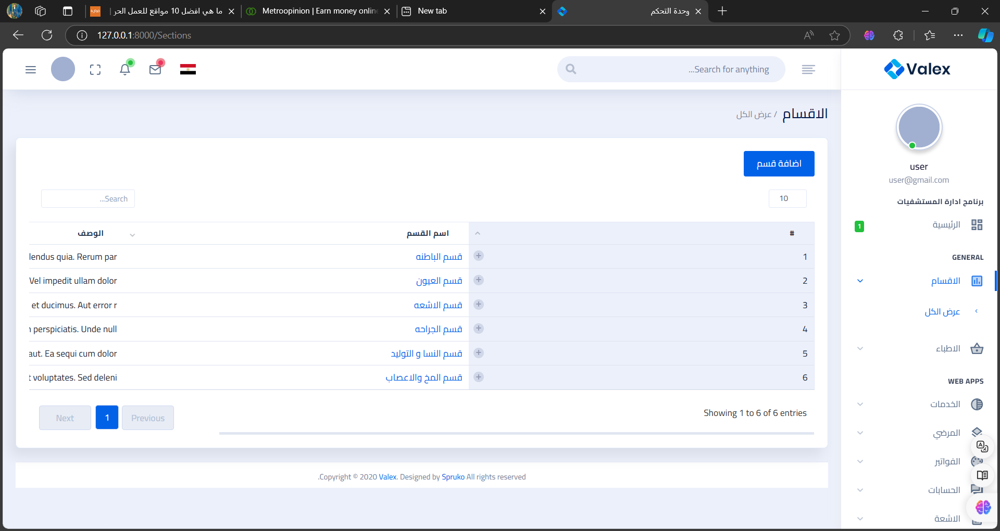 ما هي افضل 10 مواقع للعمل الحر |
Metroopinion | Earn money online
New tab
وحدة التحكم
127.0.0.1:8000/Sections
...Search for anything
Valex
user
user@gmail.com
برنامج ادارة المستشفيات
الرئيسية
1
GENERAL
الاقسام
عرض الكل
الاطباء
WEB APPS
الخدمات
المرضي
الفواتير
الحسابات
الاشعة
الاقسام / عرض الكل
اضافة قسم
10
...Search
# اسم القسم الوصف
1 قسم الباطنه lendus quia. Rerum par
2 قسم العيون Vel impedit ullam dolor
3 قسم الاشعه et ducimus. Aut error r
4 قسم الجراحه perspiciatis. Unde null
5 قسم النسا و التوليد aut. Ea sequi cum dolor
6 قسم المخ والاعصاب t voluptates. Sed deleni
Showing 1 to 6 of 6 entries
Previous 1 Next
.Copyright © 2020 Valex. Designed by Spruko All rights reserved